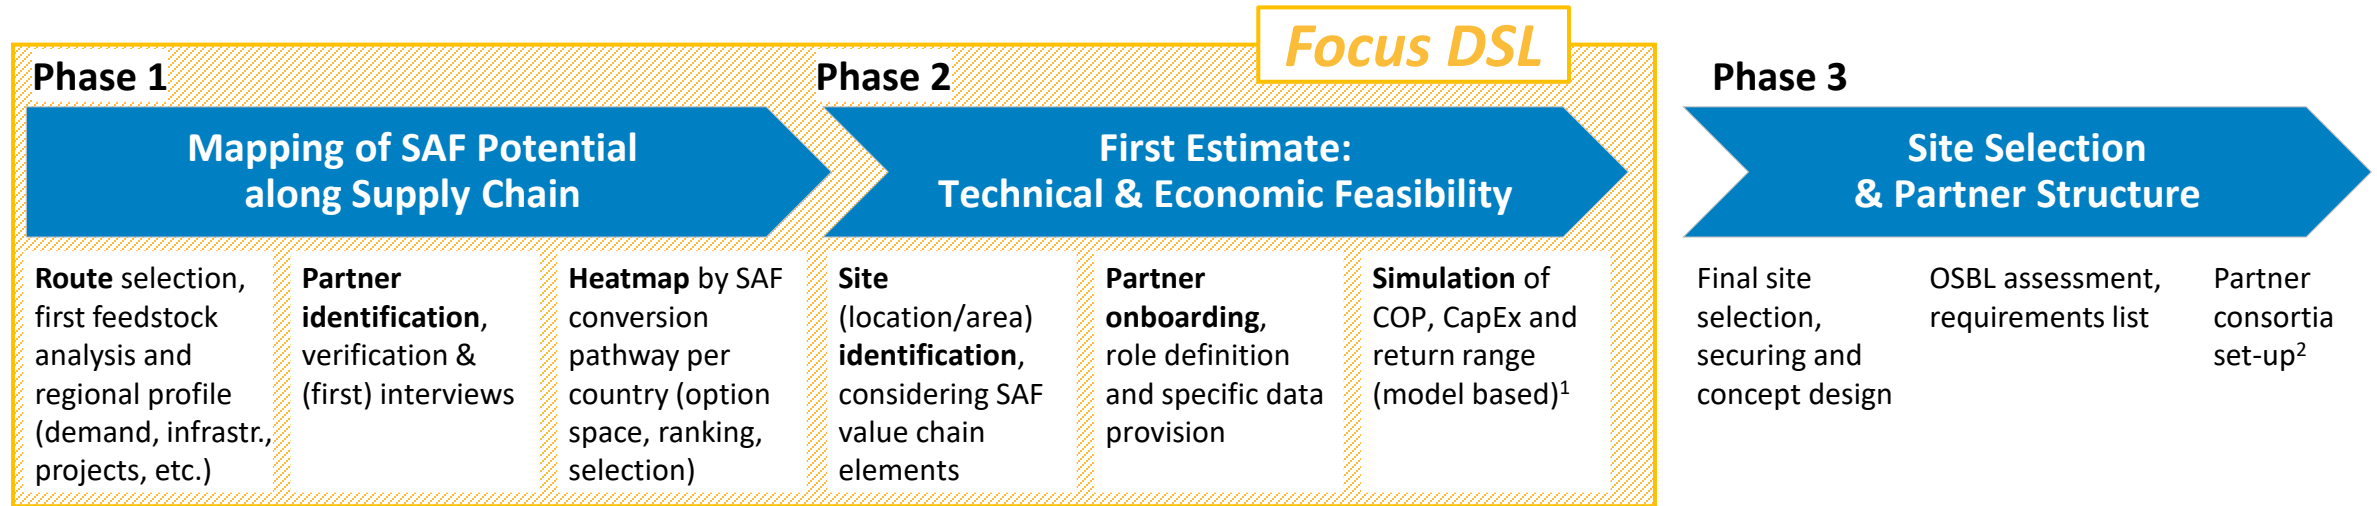 Focus DSL
Phase 1
Mapping of SAF Potential
along Supply Chain
Route selection,
first feedstock
analysis and
regional profile
(demand, infrastr.,
projects, etc.)
Partner
identification,
verification &
(first) interviews
Heatmap by SAF
conversion
pathway per
country (option
space, ranking,
selection)
Phase 2
First Estimate:
Technical & Economic Feasibility
Site
(location/area)
identification,
considering SAF
value chain
elements
Partner
onboarding,
role definition
and specific data
provision
Simulation of
COP, CapEx and
return range
(model based)¹
Phase 3
Site Selection
& Partner Structure
Final site
selection,
securing and
concept design
OSBL assessment,
requirements list
Partner
consortia
set-up²